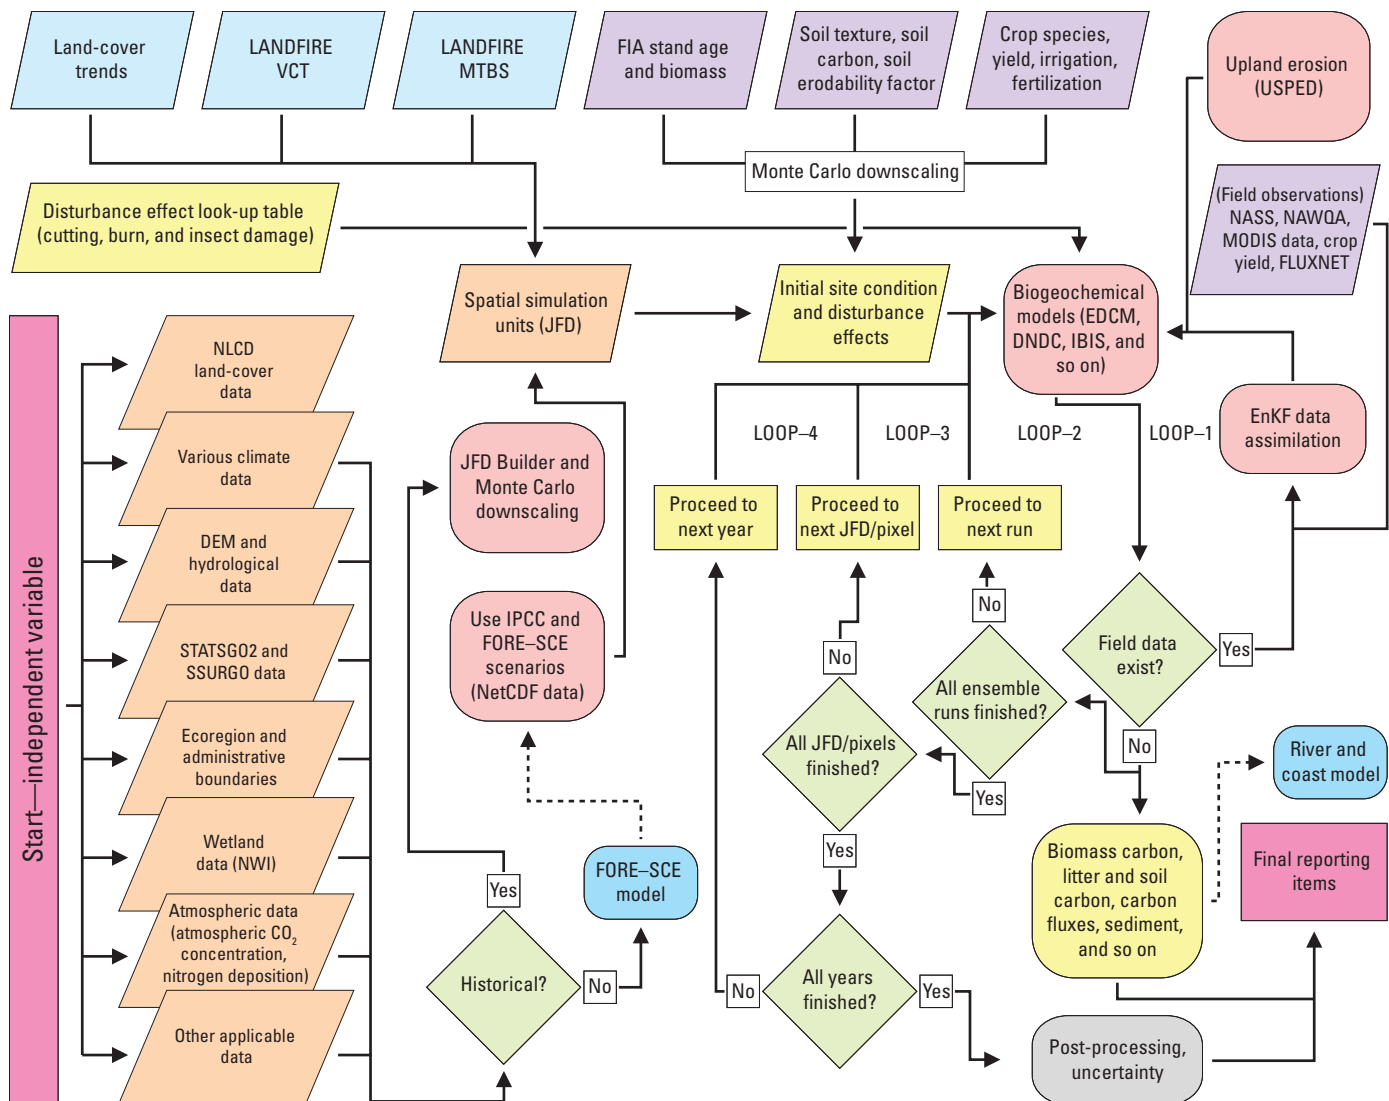 Land-cover
trends
LANDFIRE
VCT
LANDFIRE
MTBS
FIA stand age
and biomass
Soil texture, soil
carbon, soil
erodability factor
Crop species,
yield, irrigation,
fertilization
Upland erosion
(USPED)
Monte Carlo downscaling
Disturbance effect look-up table
(cutting, burn, and insect damage)
(Field observations)
NASS, NAWQA,
MODIS data, crop
yield, FLUXNET
Spatial simulation
units (JFD)
Initial site condition
and disturbance
effects
Biogeochemical
models (EDCM,
DNDC, IBIS, and
so on)
Start—independent variable
NLCD
land-cover
data
Various climate
data
DEM and
hydrological
data
STATSGO2 and
SSURGO data
Ecoregion and
administrative
boundaries
Wetland
data (NWI)
Atmospheric data
(atmospheric CO2
concentration,
nitrogen deposition)
Other applicable
data
JFD Builder and
Monte Carlo
downscaling
Use IPCC and
FORE–SCE
scenarios
(NetCDF data)
LOOP–4
LOOP–3
LOOP–2
LOOP–1
EnKF data
assimilation
Proceed to
next year
Proceed to
next JFD/pixel
Proceed to
next run
No
Field data
exist?
Yes
No
All ensemble
runs finished?
All JFD/pixels
finished?
No
Yes
River and
coast model
Yes
Biomass carbon,
litter and soil
carbon, carbon
fluxes, sediment,
and so on
Final reporting
items
FORE–SCE
model
Yes
Historical?
No
No
All years
finished?
Yes
Post-processing,
uncertainty